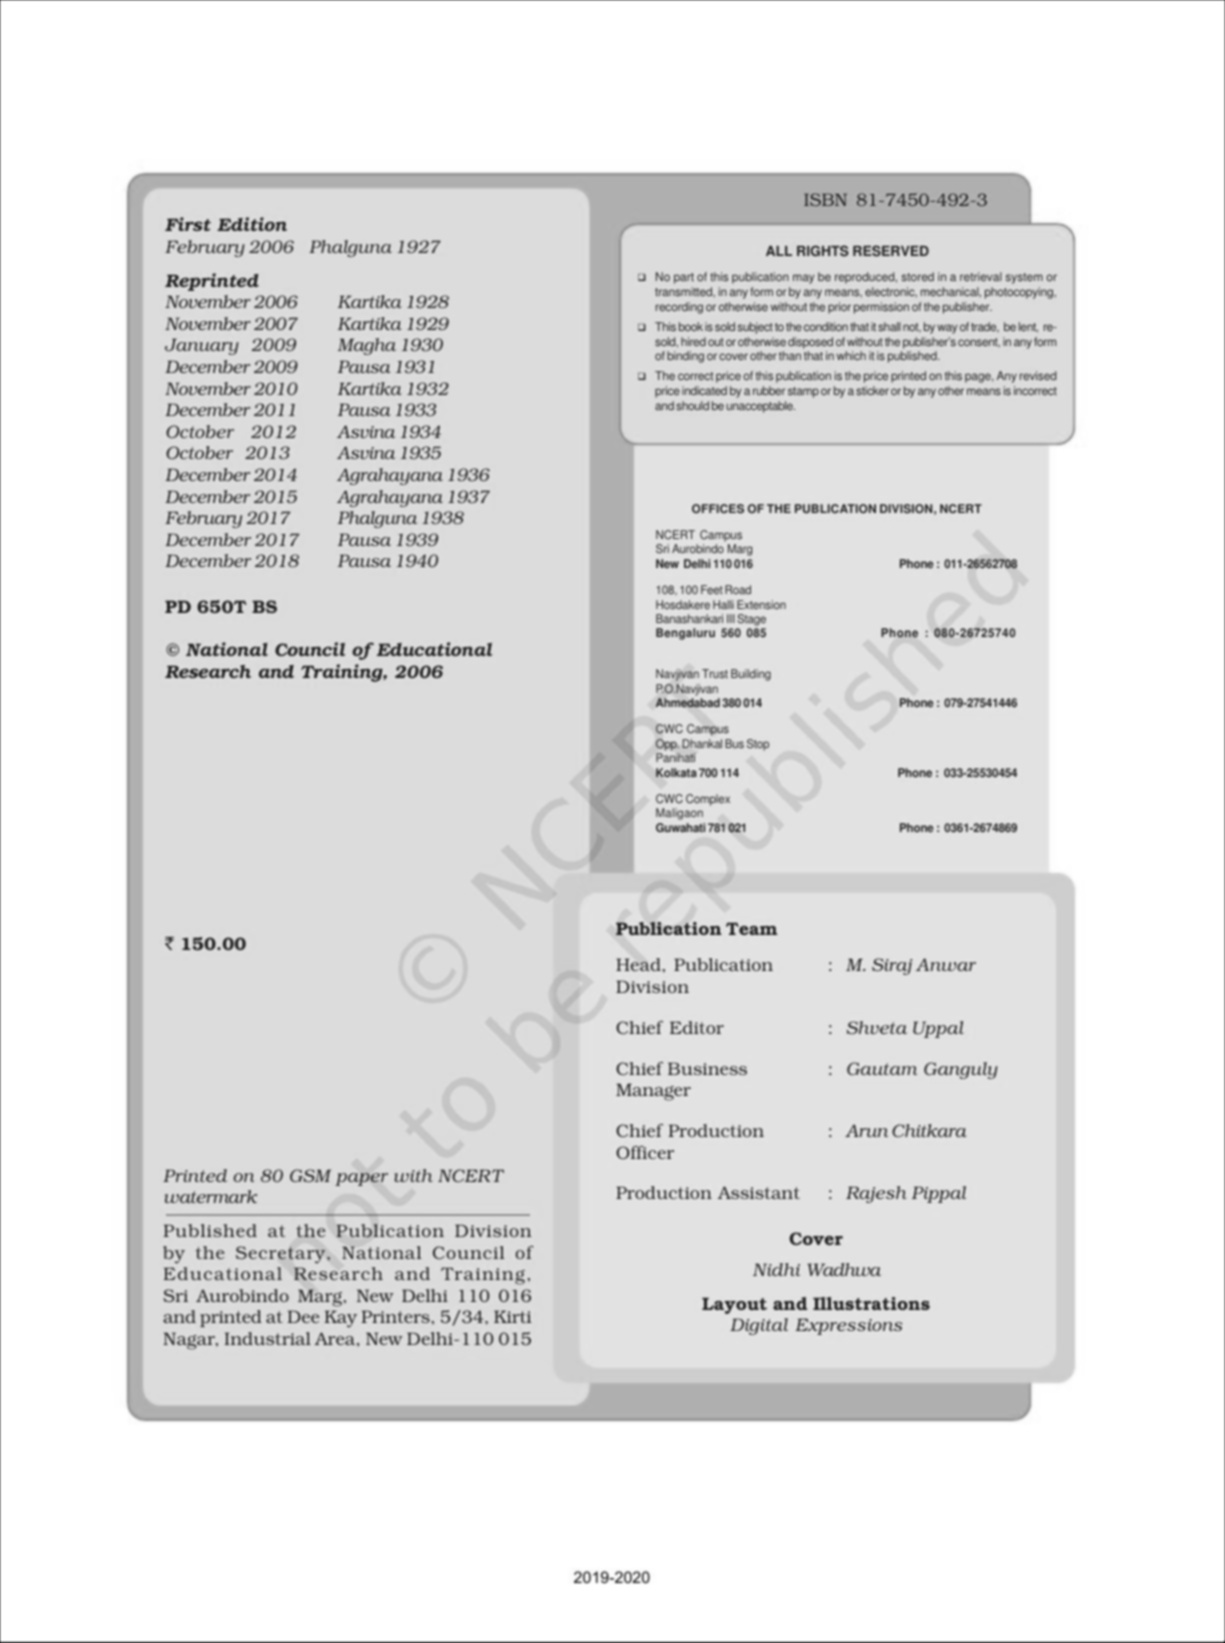 First Edition
February 2006 Phalguna 1927
Reprinted
November 2006 Kartika 1928
November 2007 Kartika 1929
January 2009 Magha 1930
December 2009 Pausa 1931
November 2010 Kartika 1932
December 2011 Pausa 1933
October 2012 Asvina 1934
October 2013 Asvina 1935
December 2014 Agrahayana 1936
December 2015 Agrahayana 1937
February 2017 Phalguna 1938
December 2017 Pausa 1939
December 2018 Pausa 1940
PD 650T BS
© National Council of Educational
Research and Training, 2006
₹ 150.00
Printed on 80 GSM paper with NCERT
watermark
Published at the Publication Division
by the Secretary, National Council of
Educational Research and Training,
Sri Aurobindo Marg, New Delhi 110 016
and printed at Dee Kay Printers, 5/34, Kirti
Nagar, Industrial Area, New Delhi-110 015
ISBN 81-7450-492-3
ALL RIGHTS RESERVED
❑ No part of this publication may be reproduced, stored in a retrieval system or
transmitted, in any form or by any means, electronic, mechanical, photocopying,
recording or otherwise without the prior permission of the publisher.
❑ This book is sold subject to the condition that it shall not, by way of trade, be lent, re-
sold, hired out or otherwise disposed of without the publisher's consent, in any form
of binding or cover other than that in which it is published.
❑ The correct price of this publication is the price printed on this page, Any revised
price indicated by a rubber stamp or by a sticker or by any other means is incorrect
and should be unacceptable.
OFFICES OF THE PUBLICATION DIVISION, NCERT
NCERT Campus
Sri Aurobindo Marg
New Delhi 110 016 Phone : 011-26562708
108, 100 Feet Road
Hosdakere Halli Extension
Banashankari III Stage
Bengaluru 560 085 Phone : 080-26725740
Navjivan Trust Building
P.O.Navjivan
Ahmedabad 380 014 Phone : 079-27541446
CWC Campus
Opp. Dhankal Bus Stop
Panihati
Kolkata 700 114 Phone : 033-25530454
CWC Complex
Maligaon
Guwahati 781 021 Phone : 0361-2674869
Publication Team
Head, Publication : M. Siraj Anwar
Division
Chief Editor : Shveta Uppal
Chief Business : Gautam Ganguly
Manager
Chief Production : Arun Chitkara
Officer
Production Assistant : Rajesh Pippal
Cover
Nidhi Wadhwa
Layout and Illustrations
Digital Expressions
© NCERT
not to be republished
2019-2020